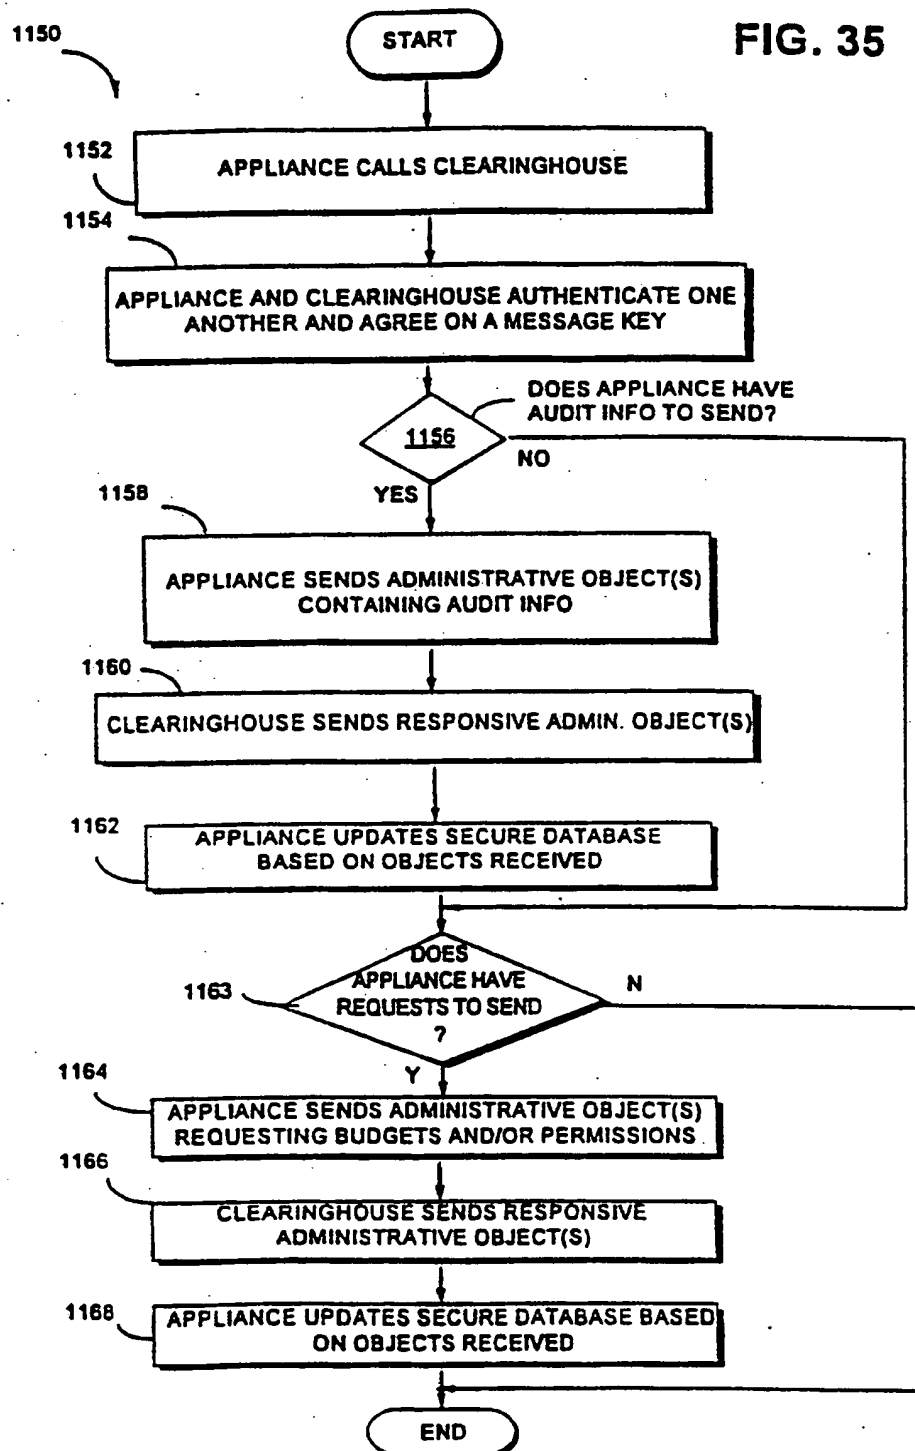 FIG. 35
1150
START
1152
APPLIANCE CALLS CLEARINGHOUSE
1154
APPLIANCE AND CLEARINGHOUSE AUTHENTICATE ONE
ANOTHER AND AGREE ON A MESSAGE KEY
DOES APPLIANCE HAVE
AUDIT INFO TO SEND?
1156
NO
YES
1158
APPLIANCE SENDS ADMINISTRATIVE OBJECT(S)
CONTAINING AUDIT INFO
1160
CLEARINGHOUSE SENDS RESPONSIVE ADMIN. OBJECT(S)
1162
APPLIANCE UPDATES SECURE DATABASE
BASED ON OBJECTS RECEIVED
1163
DOES
APPLIANCE HAVE
REQUESTS TO SEND
?
N
Y
1164
APPLIANCE SENDS ADMINISTRATIVE OBJECT(S)
REQUESTING BUDGETS AND/OR PERMISSIONS
1166
CLEARINGHOUSE SENDS RESPONSIVE
ADMINISTRATIVE OBJECT(S)
1168
APPLIANCE UPDATES SECURE DATABASE BASED
ON OBJECTS RECEIVED
END